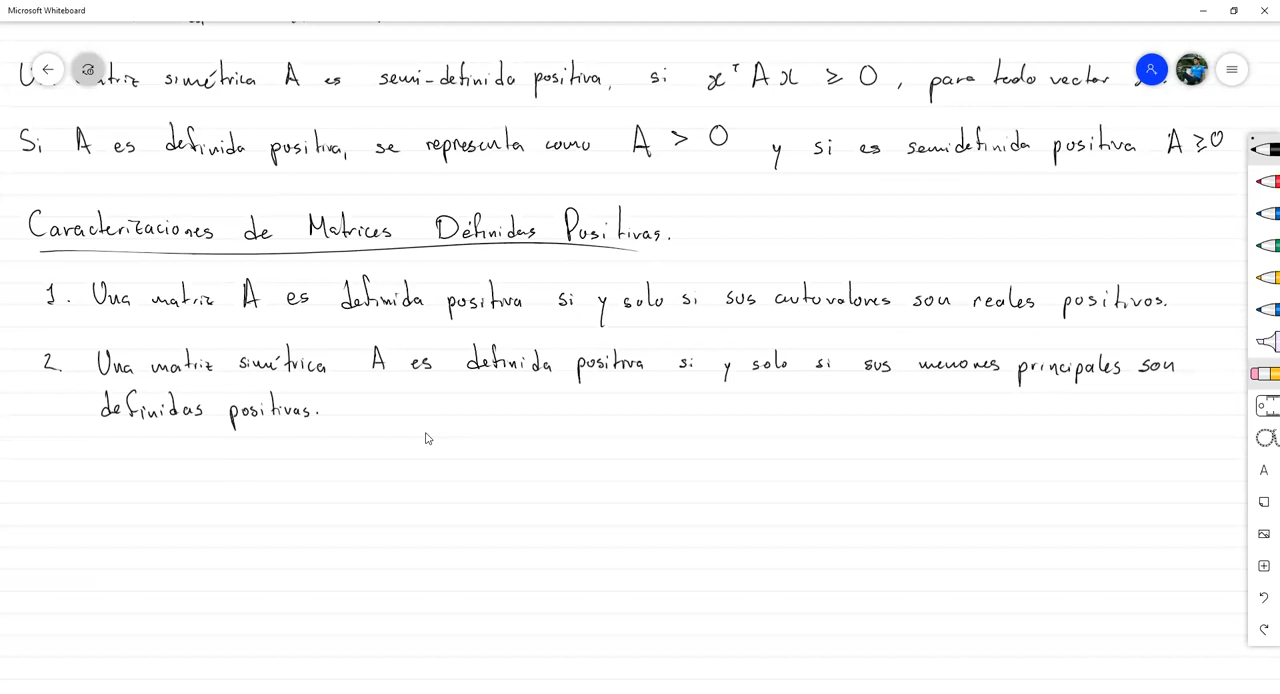 Microsoft Whiteboard
simétrica A es semi-definida positiva, si xᵀ A x ≥ 0, para todo vector
Si A es definida positiva, se representa como A > 0 y si es semidefinida positiva A ≥ 0
Caracterizaciones de Matrices Définidas Positivas.
1. Una matriz A es definida positiva si y solo si sus autovalores son reales positivos.
2. Una matriz simétrica A es definida positiva si y solo si sus menores principales son
definidas positivas.
A